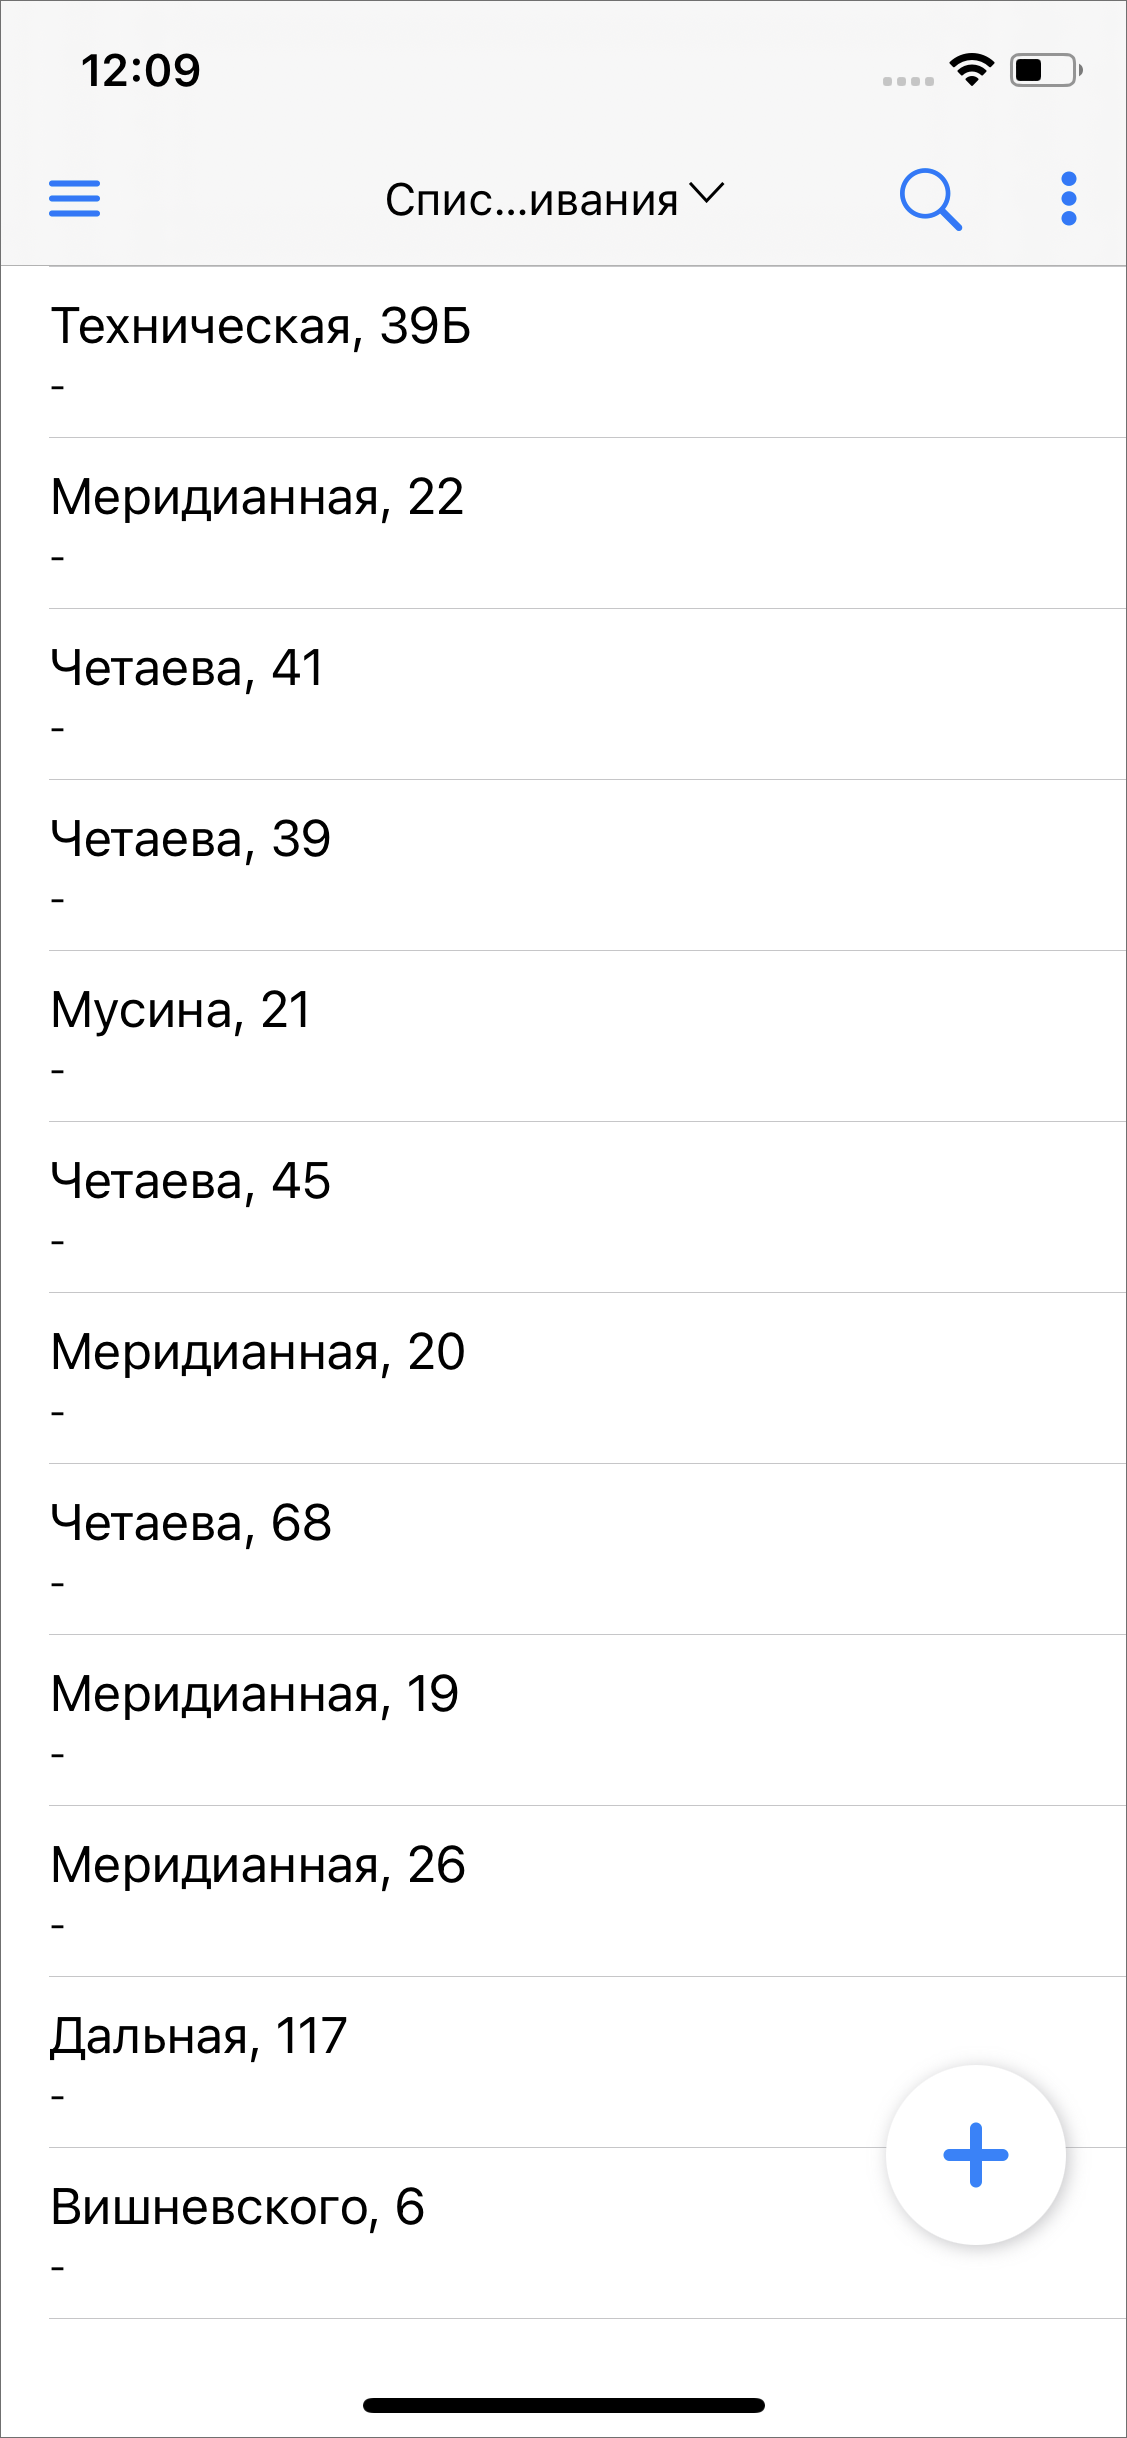 12:09
Спис...ивания
Техническая, 39Б
-
Меридианная, 22
-
Четаева, 41
-
Четаева, 39
-
Мусина, 21
-
Четаева, 45
-
Меридианная, 20
-
Четаева, 68
-
Меридианная, 19
-
Меридианная, 26
-
Дальная, 117
-
Вишневского, 6
-